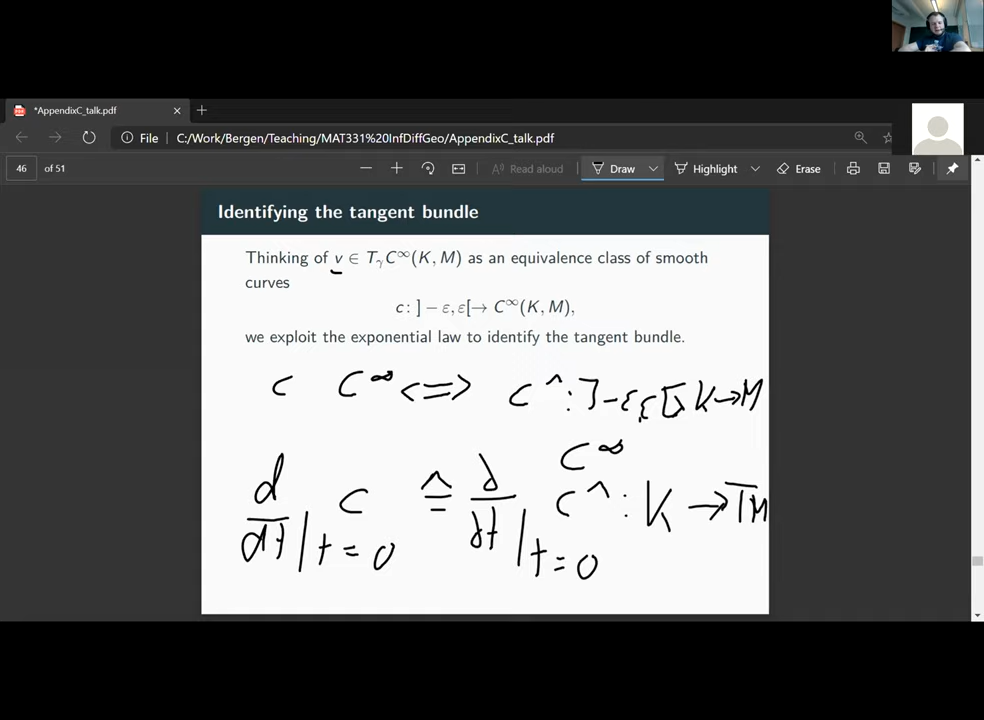 *AppendixC_talk.pdf
File C:/Work/Bergen/Teaching/MAT331%20InfDiffGeo/AppendixC_talk.pdf
46 of 51
Read aloud Draw Highlight Erase
Identifying the tangent bundle
Thinking of v ∈ TγC∞(K, M) as an equivalence class of smooth
curves
c: ] − ε, ε[→ C∞(K, M),
we exploit the exponential law to identify the tangent bundle.
c C∞ <=> c^: ]-ε,ε[× K→M
C∞
d/dt|t=0 c ≙ ∂/∂t|t=0 c^ : K → TM